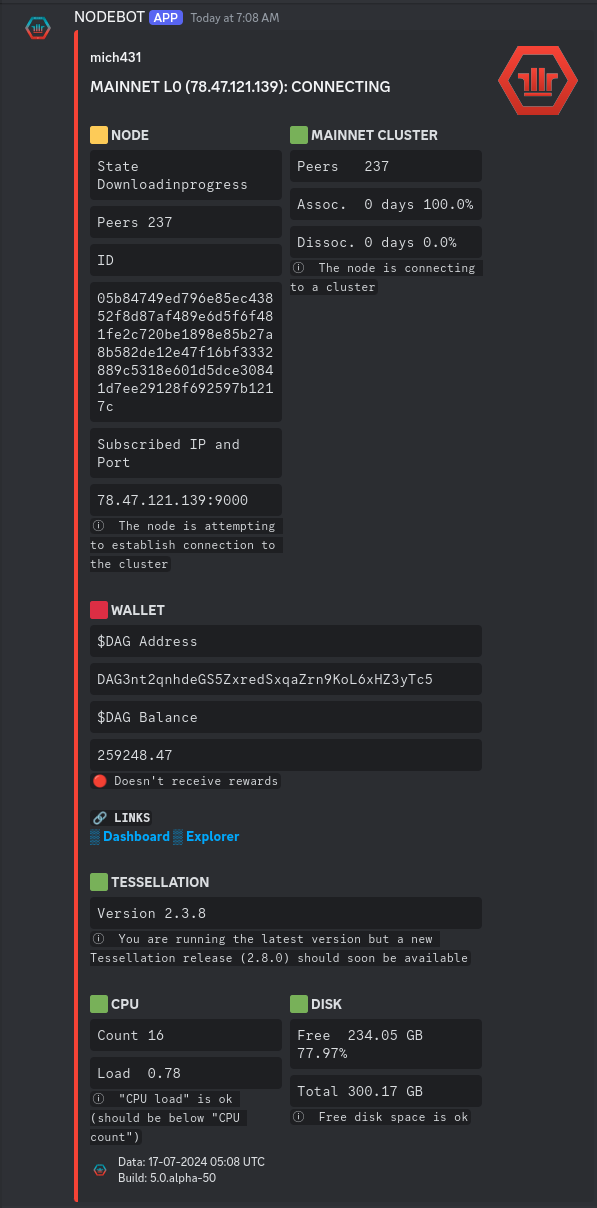 NODEBOT APP Today at 7:08 AM
mich431
MAINNET L0 (78.47.121.139): CONNECTING
NODE
State
Downloadinprogress
Peers 237
ID
05b84749ed796e85ec438
52f8d87af489e6d5f6f48
1fe2c720be1898e85b27a
8b582de12e47f16bf3332
889c5318e601d5dce3084
1d7ee29128f692597b121
7c
Subscribed IP and
Port
78.47.121.139:9000
ⓘ The node is attempting
to establish connection to
the cluster
MAINNET CLUSTER
Peers 237
Assoc. 0 days 100.0%
Dissoc. 0 days 0.0%
ⓘ The node is connecting
to a cluster
WALLET
$DAG Address
DAG3nt2qnhdeGS5ZxredSxqaZrn9KoL6xHZ3yTc5
$DAG Balance
259248.47
Doesn't receive rewards
LINKS
Dashboard Explorer
TESSELLATION
Version 2.3.8
ⓘ You are running the latest version but a new
Tessellation release (2.8.0) should soon be available
CPU
Count 16
Load 0.78
ⓘ "CPU load" is ok
(should be below "CPU
count")
DISK
Free 234.05 GB
77.97%
Total 300.17 GB
ⓘ Free disk space is ok
Data: 17-07-2024 05:08 UTC
Build: 5.0.alpha-50